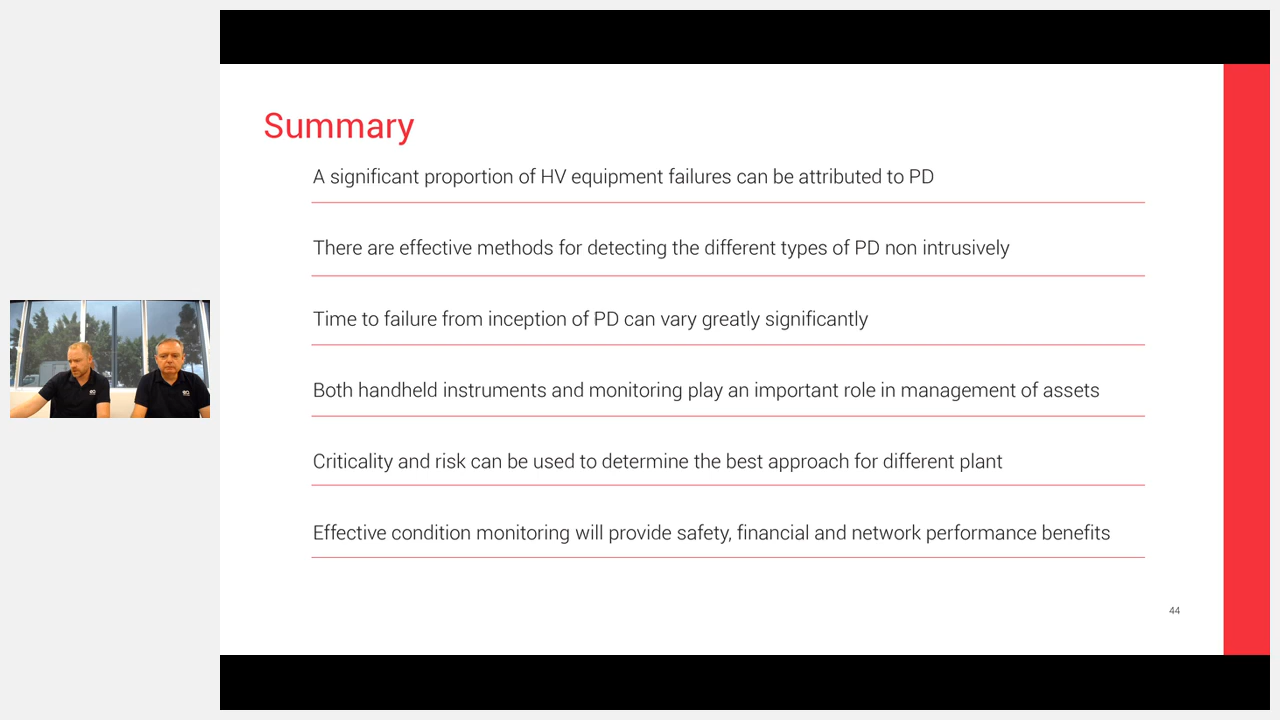 Summary
A significant proportion of HV equipment failures can be attributed to PD
There are effective methods for detecting the different types of PD non intrusively
Time to failure from inception of PD can vary greatly significantly
Both handheld instruments and monitoring play an important role in management of assets
Criticality and risk can be used to determine the best approach for different plant
Effective condition monitoring will provide safety, financial and network performance benefits
44